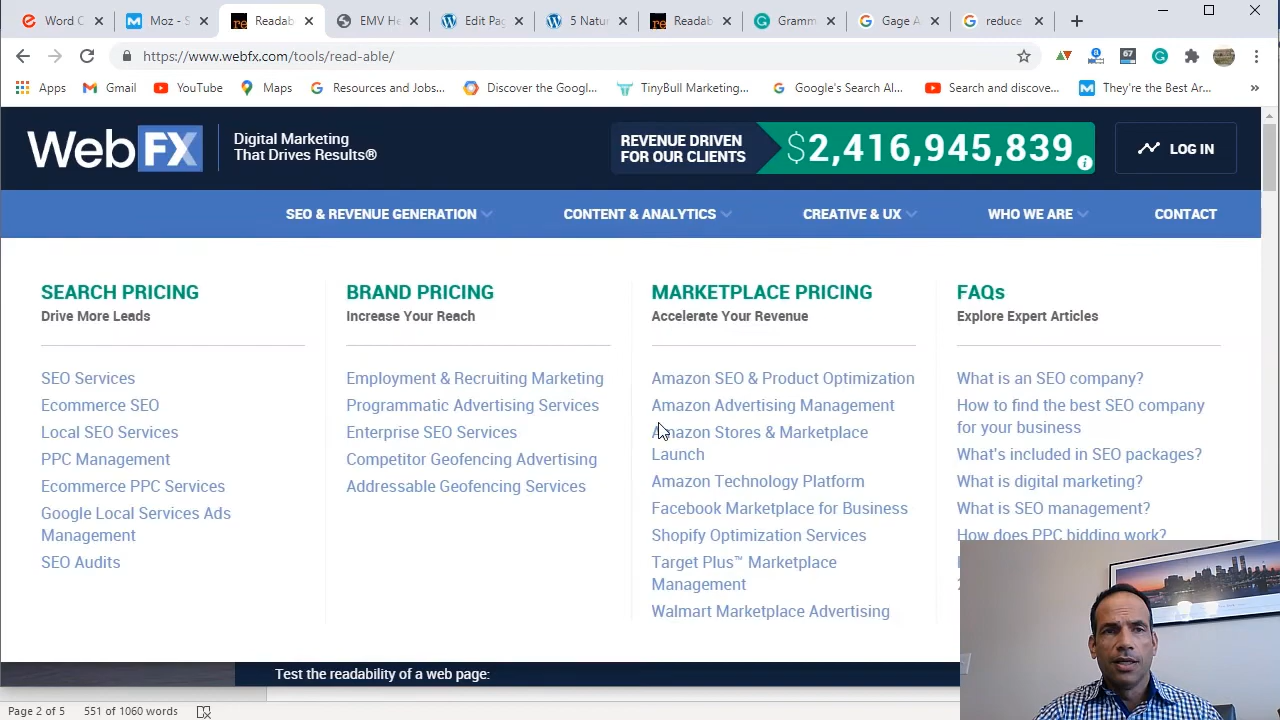 Word C
Moz - S
Readab
EMV He
Edit Pag
5 Natur
Readab
Gramm
Gage A
reduce
https://www.webfx.com/tools/read-able/
67
Apps
Gmail
YouTube
Maps
Resources and Jobs...
Discover the Googl...
TinyBull Marketing...
Google's Search Al...
Search and discove...
They're the Best Ar...
WebFX
Digital Marketing
That Drives Results®
REVENUE DRIVEN
FOR OUR CLIENTS
$2,416,945,839
LOG IN
SEO & REVENUE GENERATION
CONTENT & ANALYTICS
CREATIVE & UX
WHO WE ARE
CONTACT
SEARCH PRICING
Drive More Leads
SEO Services
Ecommerce SEO
Local SEO Services
PPC Management
Ecommerce PPC Services
Google Local Services Ads
Management
SEO Audits
BRAND PRICING
Increase Your Reach
Employment & Recruiting Marketing
Programmatic Advertising Services
Enterprise SEO Services
Competitor Geofencing Advertising
Addressable Geofencing Services
MARKETPLACE PRICING
Accelerate Your Revenue
Amazon SEO & Product Optimization
Amazon Advertising Management
Amazon Stores & Marketplace
Launch
Amazon Technology Platform
Facebook Marketplace for Business
Shopify Optimization Services
Target Plus™ Marketplace
Management
Walmart Marketplace Advertising
FAQs
Explore Expert Articles
What is an SEO company?
How to find the best SEO company
for your business
What's included in SEO packages?
What is digital marketing?
What is SEO management?
How does PPC bidding work?
Test the readability of a web page:
Page 2 of 5
551 of 1060 words